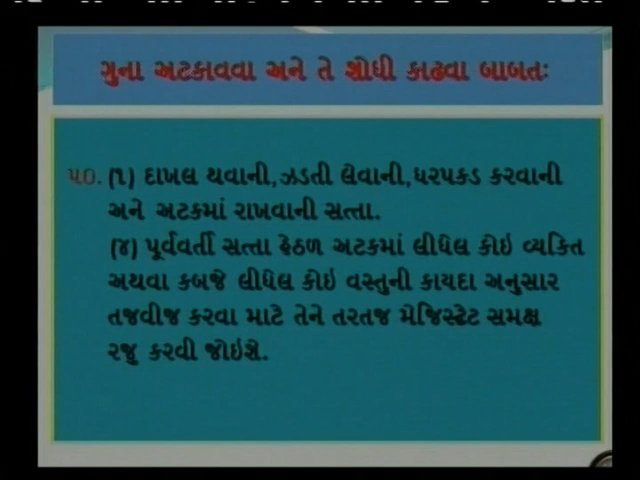 ગુના અટકાવવા અને તે શોધી કાઢવા બાબતઃ
૫૦. (૧) દાખલ થવાની,ઝડતી લેવાની,ધરપકડ કરવાની
અને અટકમાં રાખવાની સત્તા.
(૪) પૂર્વવર્તી સત્તા હેઠળ અટકમાં લીધેલ કોઇ વ્યકિત
અથવા કબજે લીધેલ કોઇ વસ્તુની કાયદા અનુસાર
તજવીજ કરવા માટે તેને તરતજ મેજિસ્ટ્રેટ સમક્ષ
રજુ કરવી જોઇશે.